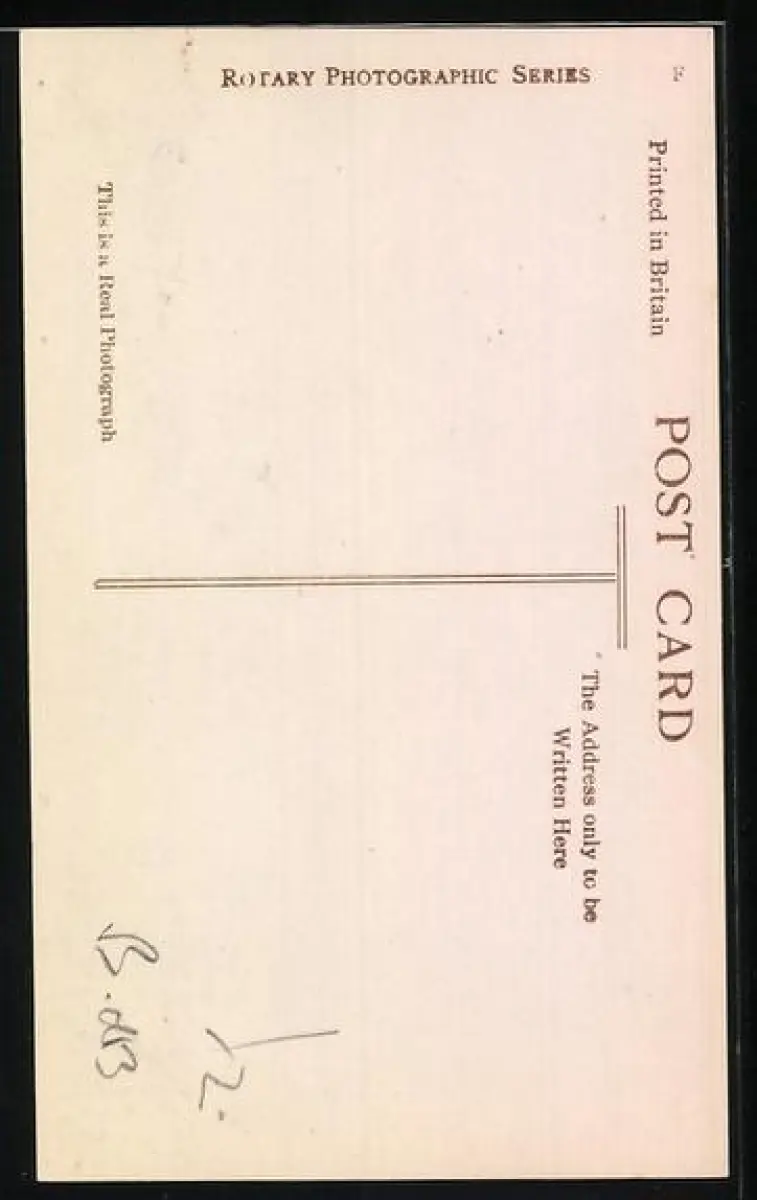 ROTARY PHOTOGRAPHIC SERIES
Printed in Britain
POST CARD
The Address only to be
Written Here
This is a Real Photograph
12.